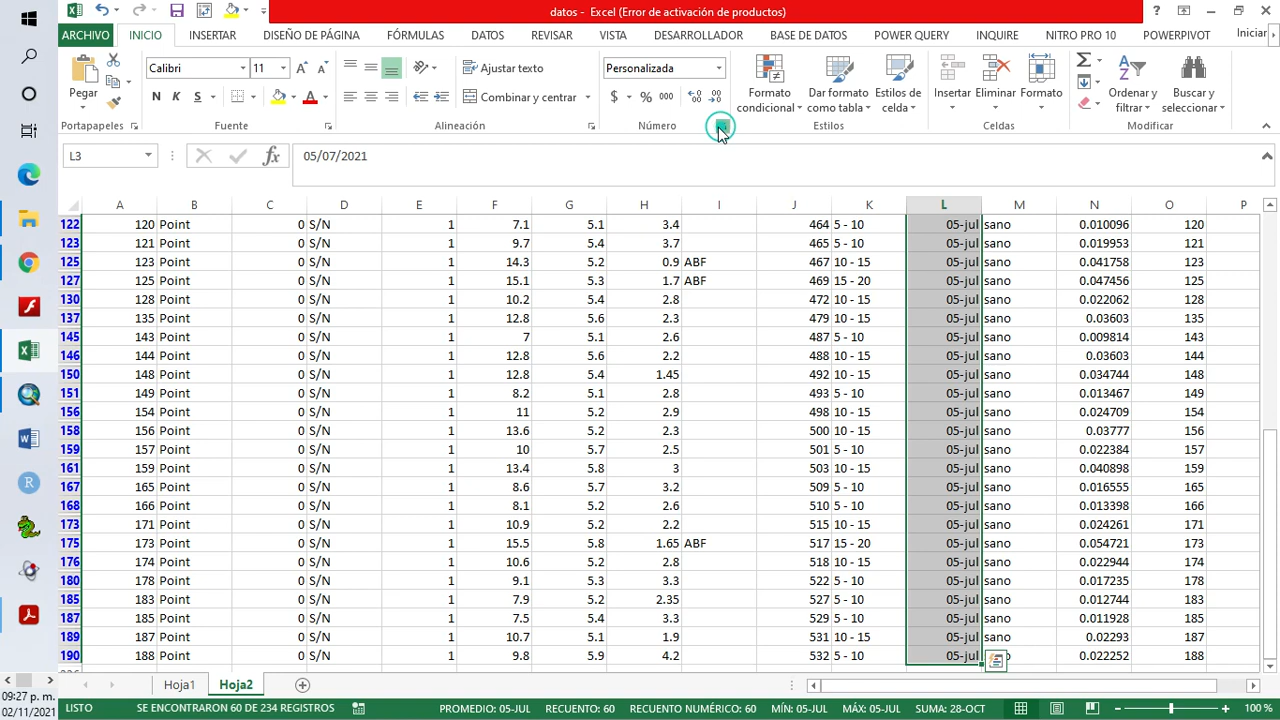 datos - Excel (Error de activación de productos)
ARCHIVO INICIO INSERTAR DISEÑO DE PÁGINA FÓRMULAS DATOS REVISAR VISTA DESARROLLADOR BASE DE DATOS POWER QUERY INQUIRE NITRO PRO 10 POWERPIVOT Iniciar
Pegar Calibri 11 Ajustar texto Personalizada Formato condicional Dar formato como tabla Estilos de celda Insertar Eliminar Formato Ordenar y filtrar Buscar y seleccionar
N K S Combinar y centrar $ % 000
Portapapeles Fuente Alineación Número Estilos Celdas Modificar
L3 fx 05/07/2021
A B C D E F G H I J K L M N O P
122 120 Point 0 S/N 1 7.1 5.1 3.4 464 5 - 10 05-jul sano 0.010096 120
123 121 Point 0 S/N 1 9.7 5.4 3.7 465 5 - 10 05-jul sano 0.019953 121
125 123 Point 0 S/N 1 14.3 5.2 0.9 ABF 467 10 - 15 05-jul sano 0.041758 123
127 125 Point 0 S/N 1 15.1 5.3 1.7 ABF 469 15 - 20 05-jul sano 0.047456 125
130 128 Point 0 S/N 1 10.2 5.4 2.8 472 10 - 15 05-jul sano 0.022062 128
137 135 Point 0 S/N 1 12.8 5.6 2.3 479 10 - 15 05-jul sano 0.03603 135
145 143 Point 0 S/N 1 7 5.1 2.6 487 5 - 10 05-jul sano 0.009814 143
146 144 Point 0 S/N 1 12.8 5.6 2.2 488 10 - 15 05-jul sano 0.03603 144
150 148 Point 0 S/N 1 12.8 5.4 1.45 492 10 - 15 05-jul sano 0.034744 148
151 149 Point 0 S/N 1 8.2 5.1 2.8 493 5 - 10 05-jul sano 0.013467 149
156 154 Point 0 S/N 1 11 5.2 2.9 498 10 - 15 05-jul sano 0.024709 154
158 156 Point 0 S/N 1 13.6 5.2 2.3 500 10 - 15 05-jul sano 0.03777 156
159 157 Point 0 S/N 1 10 5.7 2.5 501 5 - 10 05-jul sano 0.022384 157
161 159 Point 0 S/N 1 13.4 5.8 3 503 10 - 15 05-jul sano 0.040898 159
167 165 Point 0 S/N 1 8.6 5.7 3.2 509 5 - 10 05-jul sano 0.016555 165
168 166 Point 0 S/N 1 8.1 5.2 2.6 510 5 - 10 05-jul sano 0.013398 166
173 171 Point 0 S/N 1 10.9 5.2 2.2 515 10 - 15 05-jul sano 0.024261 171
175 173 Point 0 S/N 1 15.5 5.8 1.65 ABF 517 15 - 20 05-jul sano 0.054721 173
176 174 Point 0 S/N 1 10.6 5.2 2.8 518 10 - 15 05-jul sano 0.022944 174
180 178 Point 0 S/N 1 9.1 5.3 3.3 522 5 - 10 05-jul sano 0.017235 178
185 183 Point 0 S/N 1 7.9 5.2 2.35 527 5 - 10 05-jul sano 0.012744 183
187 185 Point 0 S/N 1 7.5 5.4 3.3 529 5 - 10 05-jul sano 0.011928 185
189 187 Point 0 S/N 1 10.7 5.1 1.9 531 10 - 15 05-jul sano 0.02293 187
190 188 Point 0 S/N 1 9.8 5.9 4.2 532 5 - 10 05-jul 0.022252 188
Hoja1 Hoja2
09:27 p. m.
02/11/2021
LISTO SE ENCONTRARON 60 DE 234 REGISTROS PROMEDIO: 05-JUL RECUENTO: 60 RECUENTO NUMÉRICO: 60 MÍN: 05-JUL MÁX: 05-JUL SUMA: 28-OCT 100 %